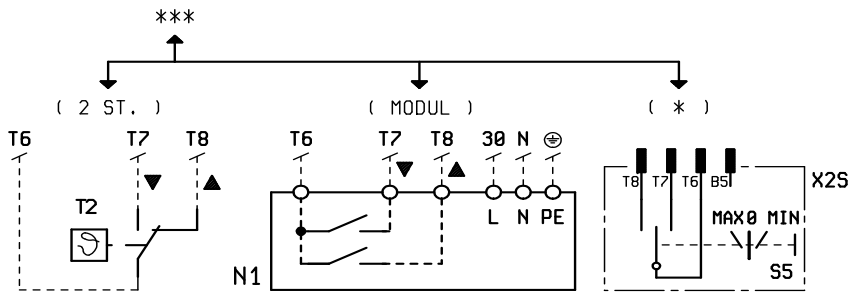 ***
( 2 ST. ) ( MODUL ) ( * )
T6 T7 T8 T6 T7 T8 30 N
T8 T7 T6 B5 X2S
T2
L N PE MAX 0 MIN
N1 S5